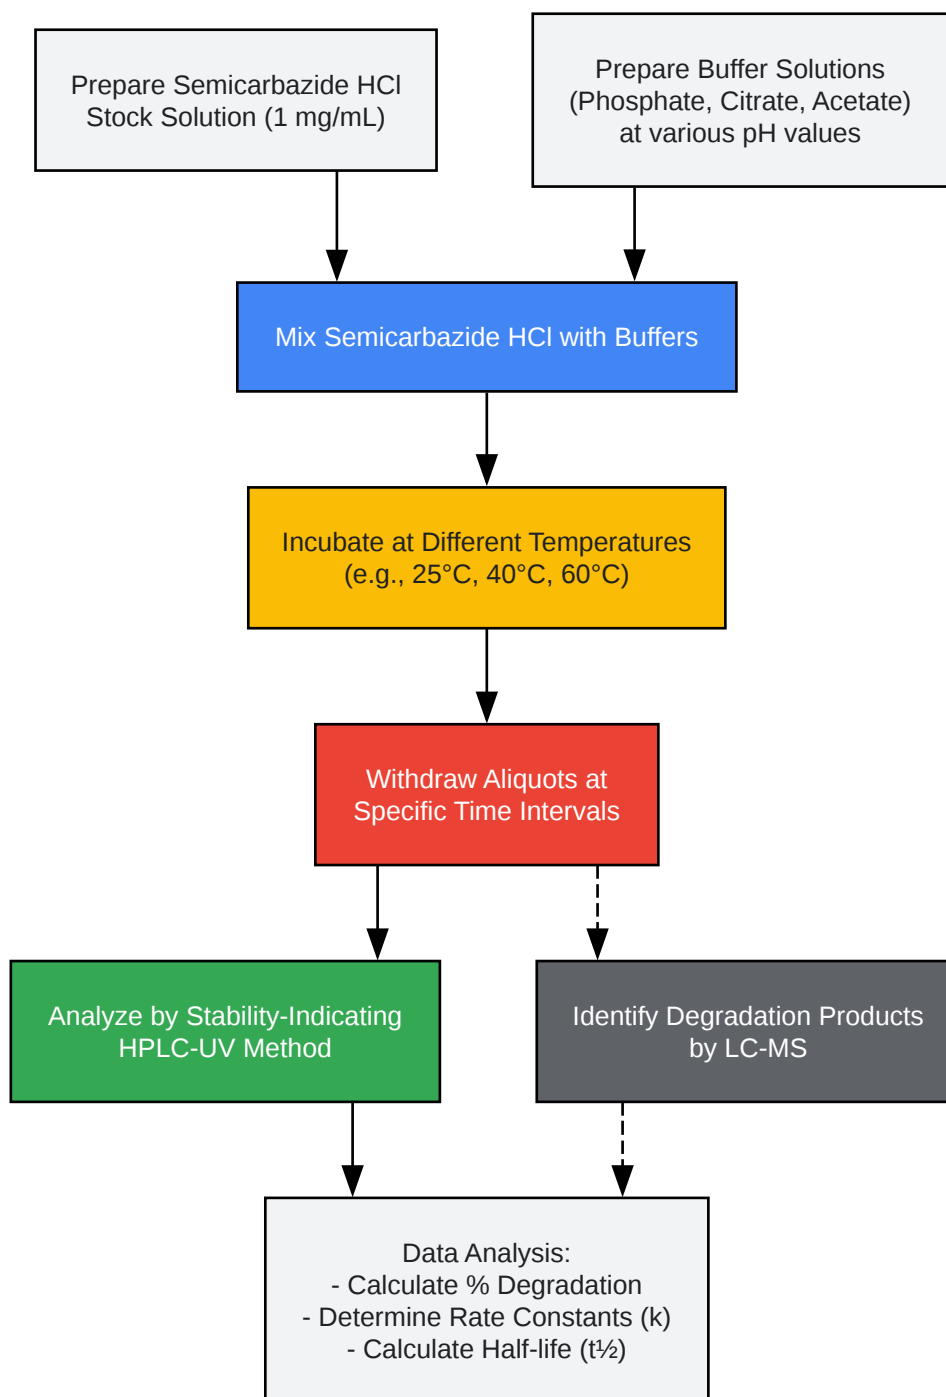 Prepare Semicarbazide HCl
Stock Solution (1 mg/mL)
Prepare Buffer Solutions
(Phosphate, Citrate, Acetate)
at various pH values
Mix Semicarbazide HCl with Buffers
Incubate at Different Temperatures
(e.g., 25°C, 40°C, 60°C)
Withdraw Aliquots at
Specific Time Intervals
Analyze by Stability-Indicating
HPLC-UV Method
Identify Degradation Products
by LC-MS
Data Analysis:
- Calculate % Degradation
- Determine Rate Constants (k)
- Calculate Half-life (t½)